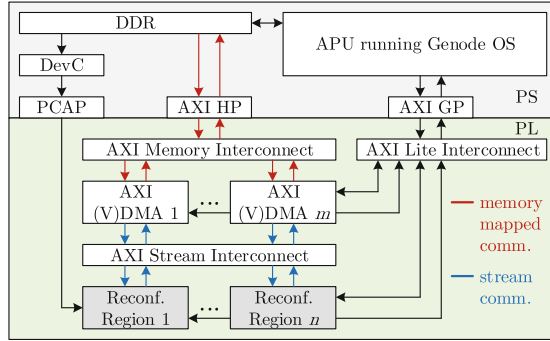 DDR
APU running Genode OS
DevC
PCAP
AXI HP
AXI GP
PS
PL
AXI Memory Interconnect
AXI Lite Interconnect
AXI
(V)DMA 1
...
AXI
(V)DMA m
AXI Stream Interconnect
Reconf.
Region 1
...
Reconf.
Region n
memory
mapped
comm.
stream
comm.